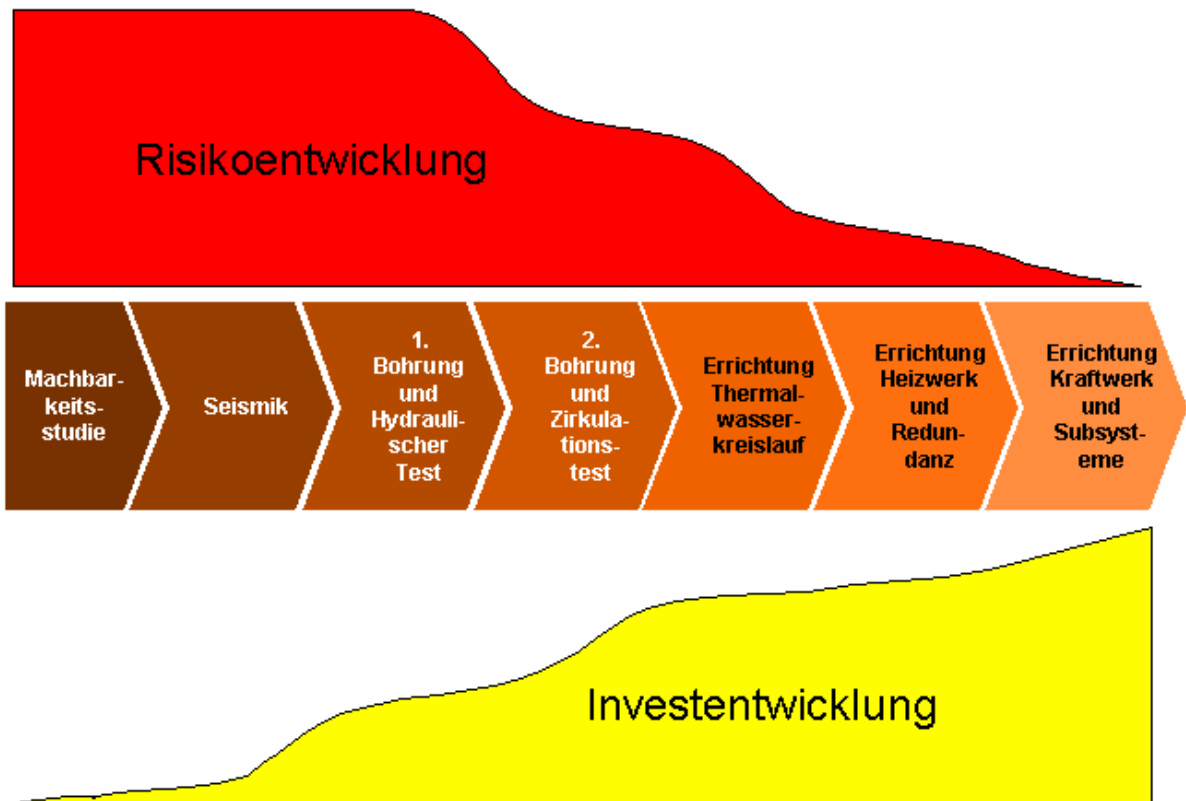 Risikoentwicklung
Machbar-
keits-
studie
Seismik
1.
Bohrung
und
Hydrauli-
scher
Test
2.
Bohrung
und
Zirkula-
tions-
test
Errichtung
Thermal-
wasser-
kreislauf
Errichtung
Heizwerk
und
Redun-
danz
Errichtung
Kraftwerk
und
Subsyst-
eme
Investentwicklung